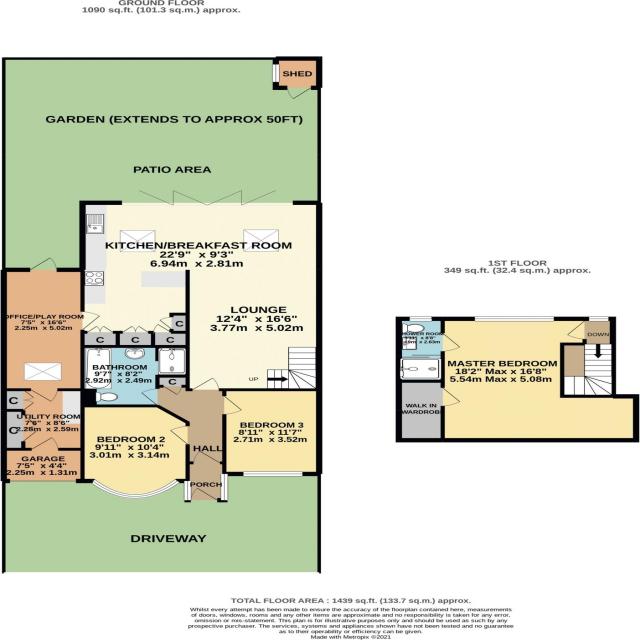 GROUND FLOOR
1090 sq.ft. (101.3 sq.m.) approx.
SHED
GARDEN (EXTENDS TO APPROX 50FT)
PATIO AREA
KITCHEN/BREAKFAST ROOM
22'9" x 9'3"
6.94m x 2.81m
OFFICE/PLAY ROOM
7'5" x 16'6"
2.25m x 5.02m
LOUNGE
12'4" x 16'6"
3.77m x 5.02m
C
C
C
C
UP
BATHROOM
9'7" x 8'2"
2.92m x 2.49m
C
C
C
UTILITY ROOM
7'6" x 8'6"
2.28m x 2.59m
BEDROOM 2
9'11" x 10'4"
3.01m x 3.14m
HALL
BEDROOM 3
8'11" x 11'7"
2.71m x 3.52m
GARAGE
7'5" x 4'4"
2.25m x 1.31m
PORCH
DRIVEWAY
1ST FLOOR
349 sq.ft. (32.4 sq.m.) approx.
SHOWER ROOM
DOWN
MASTER BEDROOM
18'2" Max x 16'8"
5.54m Max x 5.08m
WALK IN
WARDROBE
TOTAL FLOOR AREA : 1439 sq.ft. (133.7 sq.m.) approx.
Whilst every attempt has been made to ensure the accuracy of the floorplan contained here, measurements
of doors, windows, rooms and any other items are approximate and no responsibility is taken for any error,
omission or mis-statement. This plan is for illustrative purposes only and should be used as such by any
prospective purchaser. The services, systems and appliances shown have not been tested and no guarantee
as to their operability or efficiency can be given.
Made with Metropix ©2021